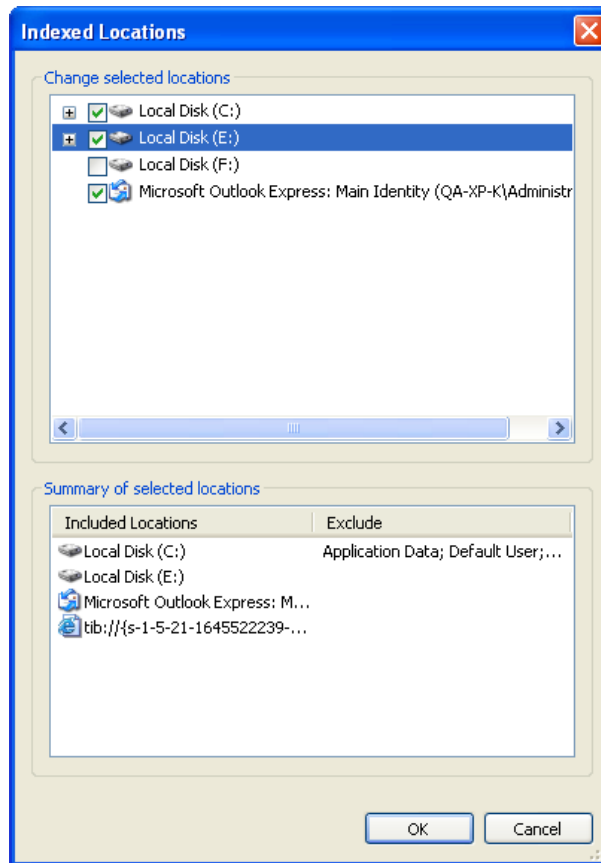 Indexed Locations
Change selected locations
Local Disk (C:)
Local Disk (E:)
Local Disk (F:)
Microsoft Outlook Express: Main Identity (QA-XP-K\Administr
Summary of selected locations
Included Locations Exclude
Local Disk (C:) Application Data; Default User;...
Local Disk (E:)
Microsoft Outlook Express: M...
tib://{s-1-5-21-1645522239-...
OK Cancel